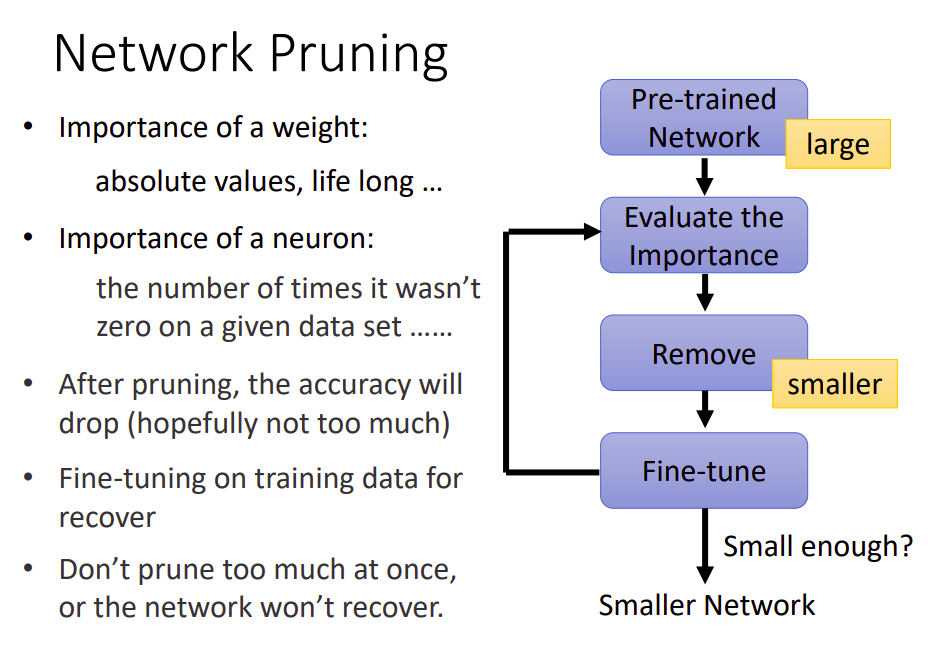 Network Pruning
• Importance of a weight:
absolute values, life long …
• Importance of a neuron:
the number of times it wasn’t
zero on a given data set ……
• After pruning, the accuracy will
drop (hopefully not too much)
• Fine-tuning on training data for
recover
• Don’t prune too much at once,
or the network won’t recover.
Pre-trained
Network
large
Evaluate the
Importance
Remove
smaller
Fine-tune
Small enough?
Smaller Network